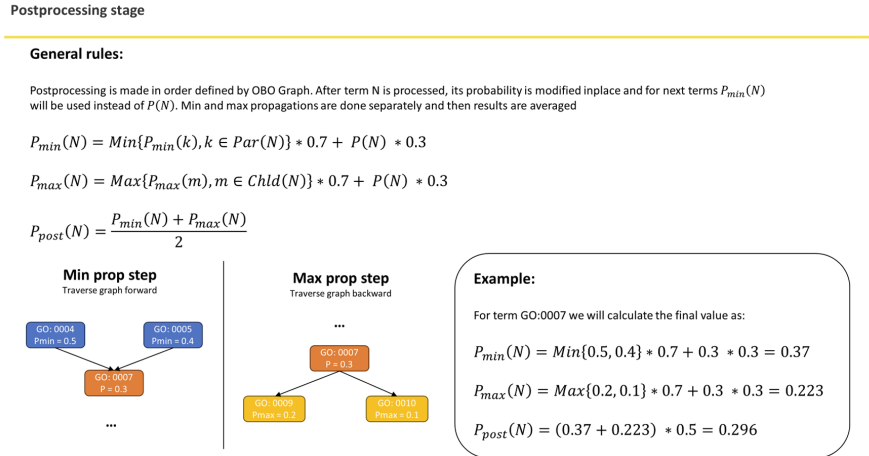 Postprocessing stage
General rules:
Postprocessing is made in order defined by OBO Graph. After term N is processed, its probability is modified inplace and for next terms P_min(N)
will be used instead of P(N). Min and max propagations are done separately and then results are averaged
P_min(N) = Min{P_min(k), k ∈ Par(N)} * 0.7 + P(N) * 0.3
P_max(N) = Max{P_max(m), m ∈ Chld(N)} * 0.7 + P(N) * 0.3
P_post(N) = (P_min(N) + P_max(N)) / 2
Min prop step
Traverse graph forward
GO: 0004
Pmin = 0.5
GO: 0005
Pmin = 0.4
GO: 0007
P = 0.3
...
Max prop step
Traverse graph backward
...
GO: 0007
P = 0.3
GO: 0009
Pmax = 0.2
GO: 0010
Pmax = 0.1
Example:
For term GO:0007 we will calculate the final value as:
P_min(N) = Min{0.5, 0.4} * 0.7 + 0.3 * 0.3 = 0.37
P_max(N) = Max{0.2, 0.1} * 0.7 + 0.3 * 0.3 = 0.223
P_post(N) = (0.37 + 0.223) * 0.5 = 0.296